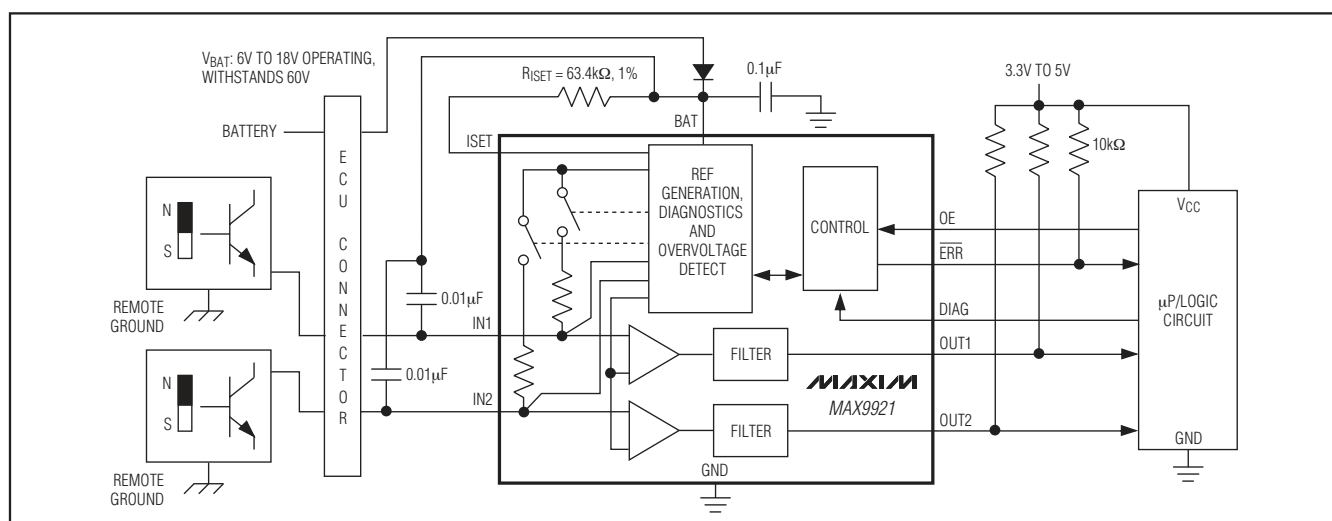 VBAT: 6V TO 18V OPERATING,
WITHSTANDS 60V
RISET = 63.4kΩ, 1%
0.1µF
3.3V TO 5V
BATTERY
BAT
ISET
10kΩ
ECU CONNECTOR
N
S
REMOTE
GROUND
0.01µF
0.01µF
IN1
IN2
REF
GENERATION,
DIAGNOSTICS
AND
OVERVOLTAGE
DETECT
CONTROL
FILTER
FILTER
MAXIM
MAX9921
GND
OE
ERR
DIAG
OUT1
OUT2
VCC
µP/LOGIC
CIRCUIT
GND
N
S
REMOTE
GROUND